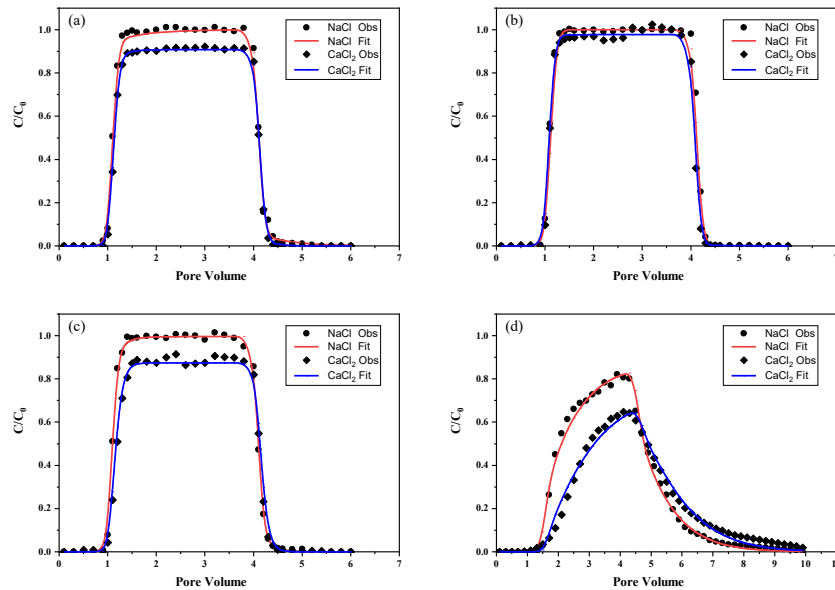 (a)
NaCl Obs
NaCl Fit
CaCl₂ Obs
CaCl₂ Fit
C/C₀
1.0
0.8
0.6
0.4
0.2
0.0
0 1 2 3 4 5 6 7
Pore Volume
(b)
NaCl Obs
NaCl Fit
CaCl₂ Obs
CaCl₂ Fit
C/C₀
1.0
0.8
0.6
0.4
0.2
0.0
0 1 2 3 4 5 6 7
Pore Volume
(c)
NaCl Obs
NaCl Fit
CaCl₂ Obs
CaCl₂ Fit
C/C₀
1.0
0.8
0.6
0.4
0.2
0.0
0 1 2 3 4 5 6 7
Pore Volume
(d)
NaCl Obs
NaCl Fit
CaCl₂ Obs
CaCl₂ Fit
C/C₀
1.0
0.8
0.6
0.4
0.2
0.0
0 1 2 3 4 5 6 7 8 9 10
Pore Volume